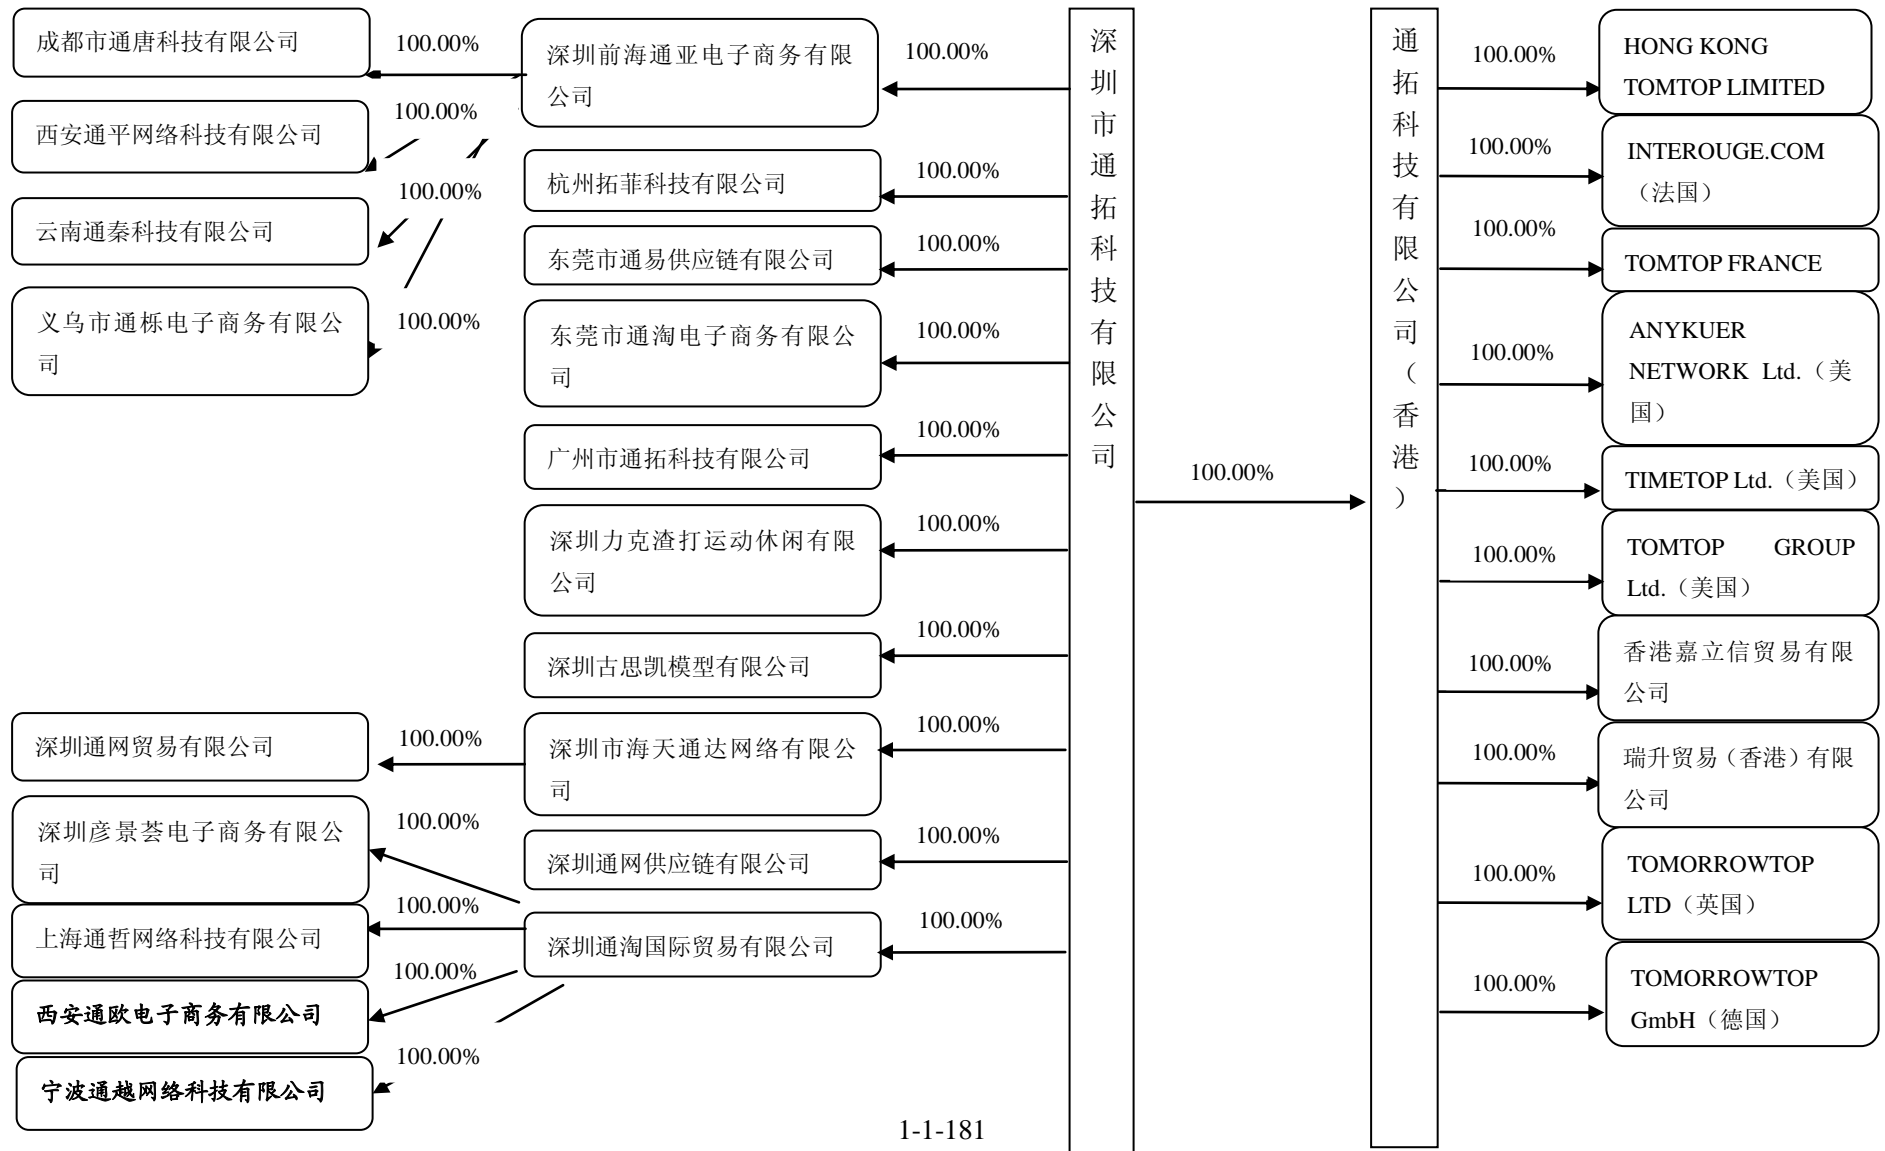 成都市通唐科技有限公司
100.00%
西安通平网络科技有限公司
100.00%
云南通秦科技有限公司
100.00%
义乌市通栎电子商务有限公
司
100.00%
深圳通网贸易有限公司
100.00%
深圳彦景荟电子商务有限公
司
100.00%
上海通哲网络科技有限公司
100.00%
西安通欧电子商务有限公司
100.00%
宁波通越网络科技有限公司
100.00%
深圳前海通亚电子商务有限
公司
100.00%
杭州拓菲科技有限公司
100.00%
东莞市通易供应链有限公司
100.00%
东莞市通淘电子商务有限公
司
100.00%
广州市通拓科技有限公司
100.00%
深圳力克渣打运动休闲有限
公司
100.00%
深圳古思凯模型有限公司
100.00%
深圳市海天通达网络有限公
司
100.00%
深圳通网供应链有限公司
100.00%
深圳通淘国际贸易有限公司
100.00%
深圳市通拓科技有限公司
100.00%
通拓科技有限公司（香港）
100.00%
HONG KONG
TOMTOP LIMITED
100.00%
INTEROUGE.COM
（法国）
100.00%
TOMTOP FRANCE
100.00%
ANYKUER
NETWORK Ltd.（美
国）
100.00%
TIMETOP Ltd.（美国）
100.00%
TOMTOP GROUP
Ltd.（美国）
100.00%
香港嘉立信贸易有限
公司
100.00%
瑞升贸易（香港）有限
公司
100.00%
TOMORROWTOP
LTD（英国）
100.00%
TOMORROWTOP
GmbH（德国）
1-1-181